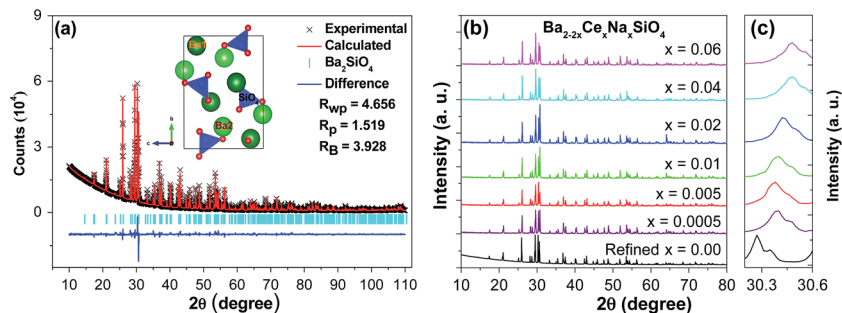 (a)
Experimental
Calculated
Ba₂SiO₄
Difference
R_wp = 4.656
R_p = 1.519
R_B = 3.928
Ba1
SiO₄
Ba2
b
c
9
6
3
0
Counts (10⁴)
10 20 30 40 50 60 70 80 90 100 110
2θ (degree)
(b)
Ba₂₋₂ₓCeₓNaₓSiO₄
x = 0.06
x = 0.04
x = 0.02
x = 0.01
x = 0.005
x = 0.0005
Refined x = 0.00
Intensity (a. u.)
10 20 30 40 50 60 70 80
2θ (degree)
(c)
Intensity (a. u.)
30.3 30.6